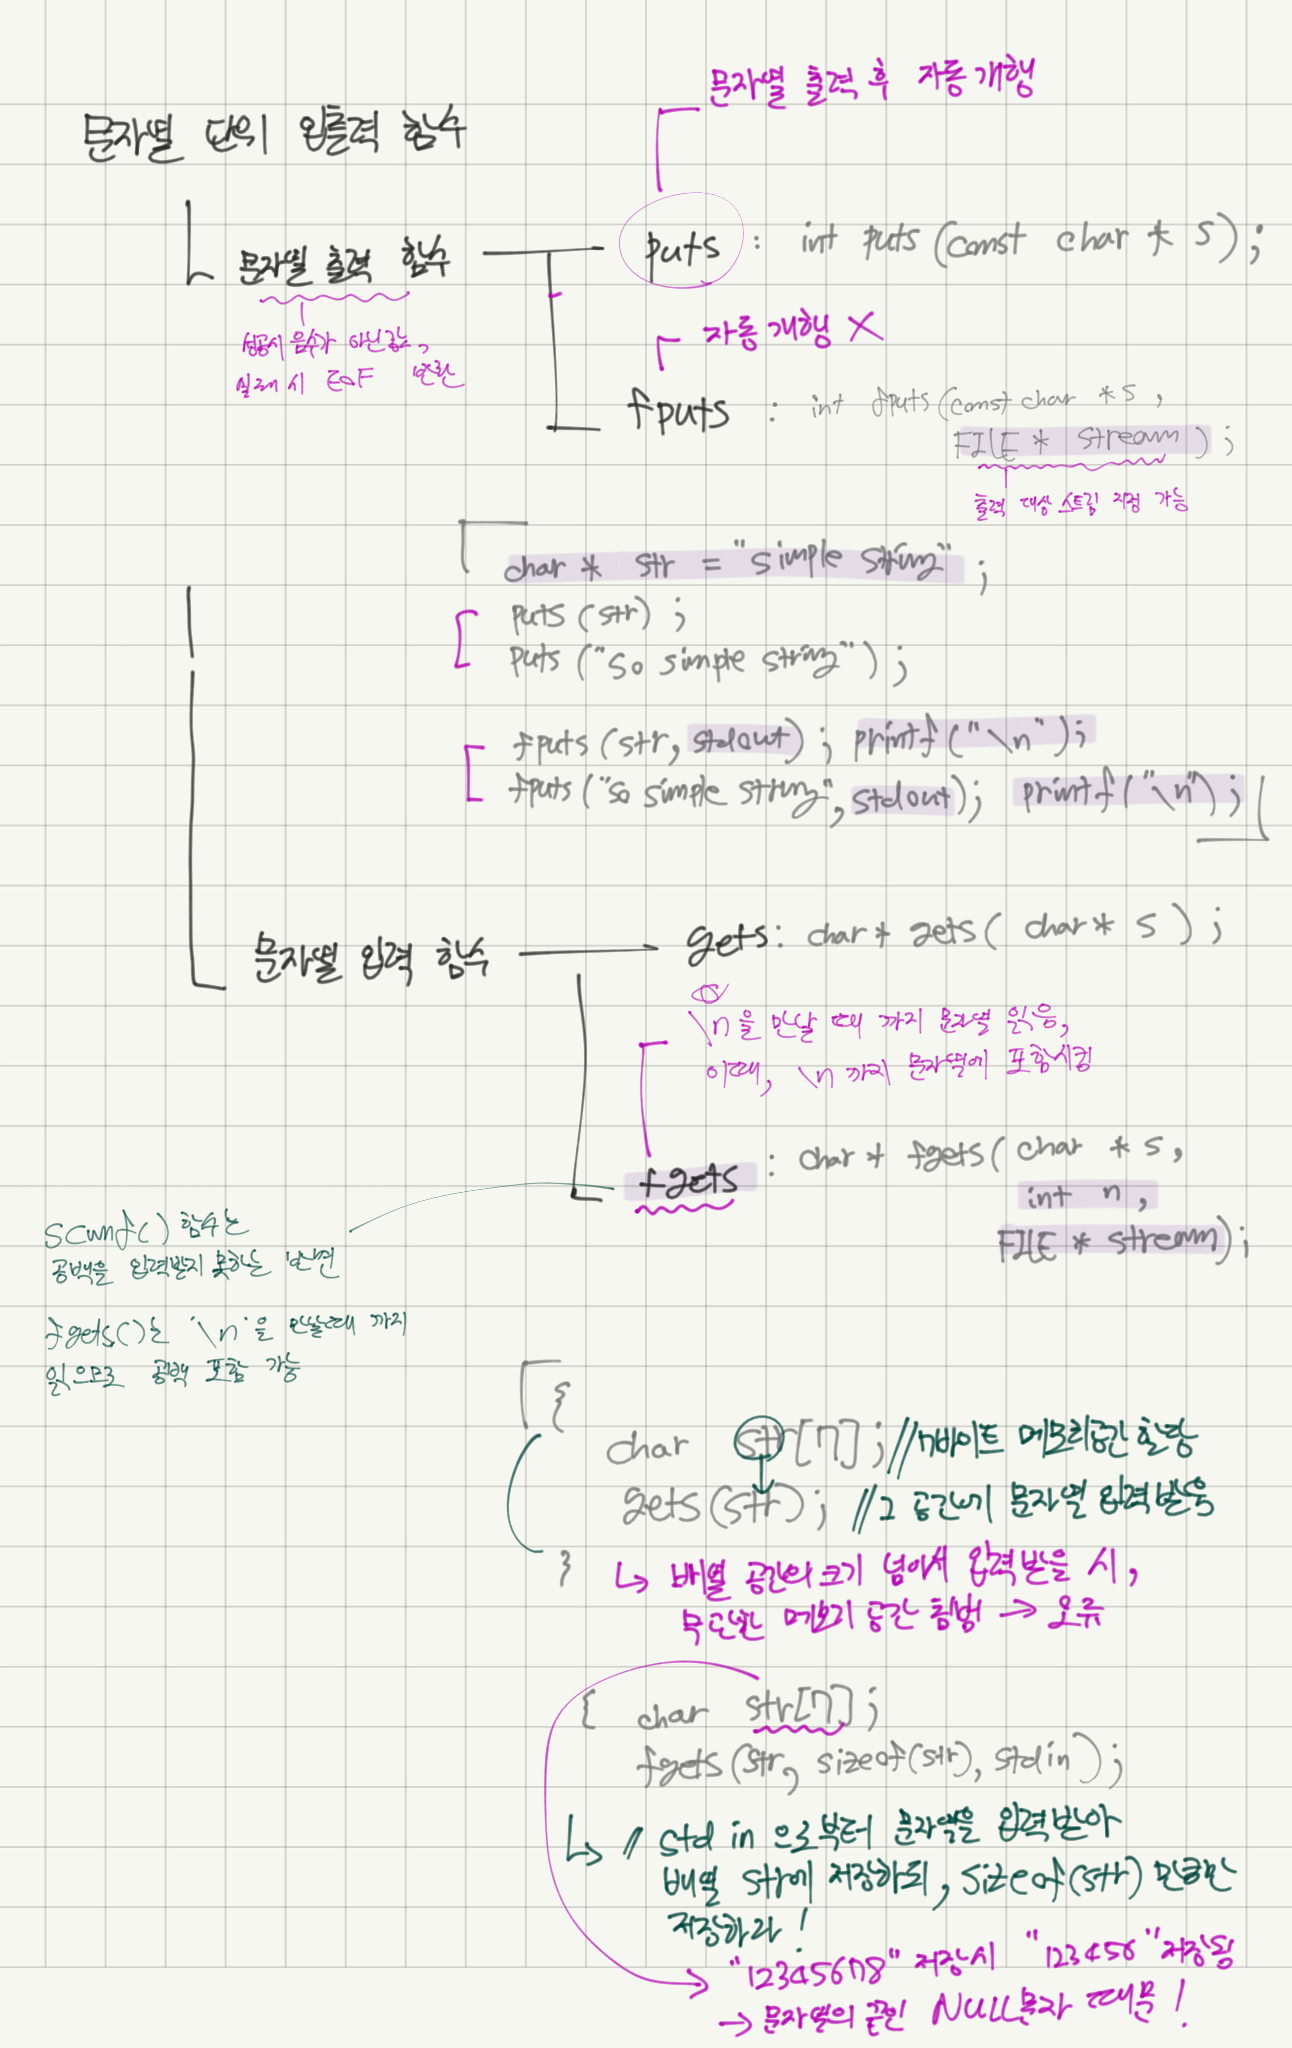 문자열 출력 후 자동 개행
문자열 단위 입출력 함수
문자열 출력 함수
puts : int puts (const char * s);
성공시 음수가 아닌 값,
실패 시 EOF 반환
자동 개행 X
fputs : int fputs(const char * s,
FILE * stream);
출력 대상 스트림 지정 가능
char * str = "simple string";
puts (str);
puts ("so simple string");
fputs (str, stdout); printf("\n");
fputs ("so simple string", stdout); printf("\n");
문자열 입력 함수
gets: char* gets( char* s );
\n을 만날 때 까지 문자열 읽음,
이때, \n 까지 문자열에 포함시킴
fgets : char* fgets( char * s,
int n,
FILE * stream);
scanf() 함수는
공백을 입력받지 못하는 반면
fgets()는 '\n'을 만날때 까지
읽으므로 공백 포함 가능
{
char str[7]; //7바이트 메모리공간 할당
gets(str); //그 공간에 문자열 입력받음
}
↳ 배열 공간의 크기 넘어서 입력받을 시,
무단한 메모리 공간 침범 → 오류
{ char str[7];
fgets(str, sizeof(str), stdin);
↳ // stdin 으로부터 문자열을 입력받아
배열 str에 저장하되, sizeof(str) 만큼만
저장하라!
→ "12345678" 저장시 "123456" 저장됨
→ 문자열의 끝인 NULL문자 때문!